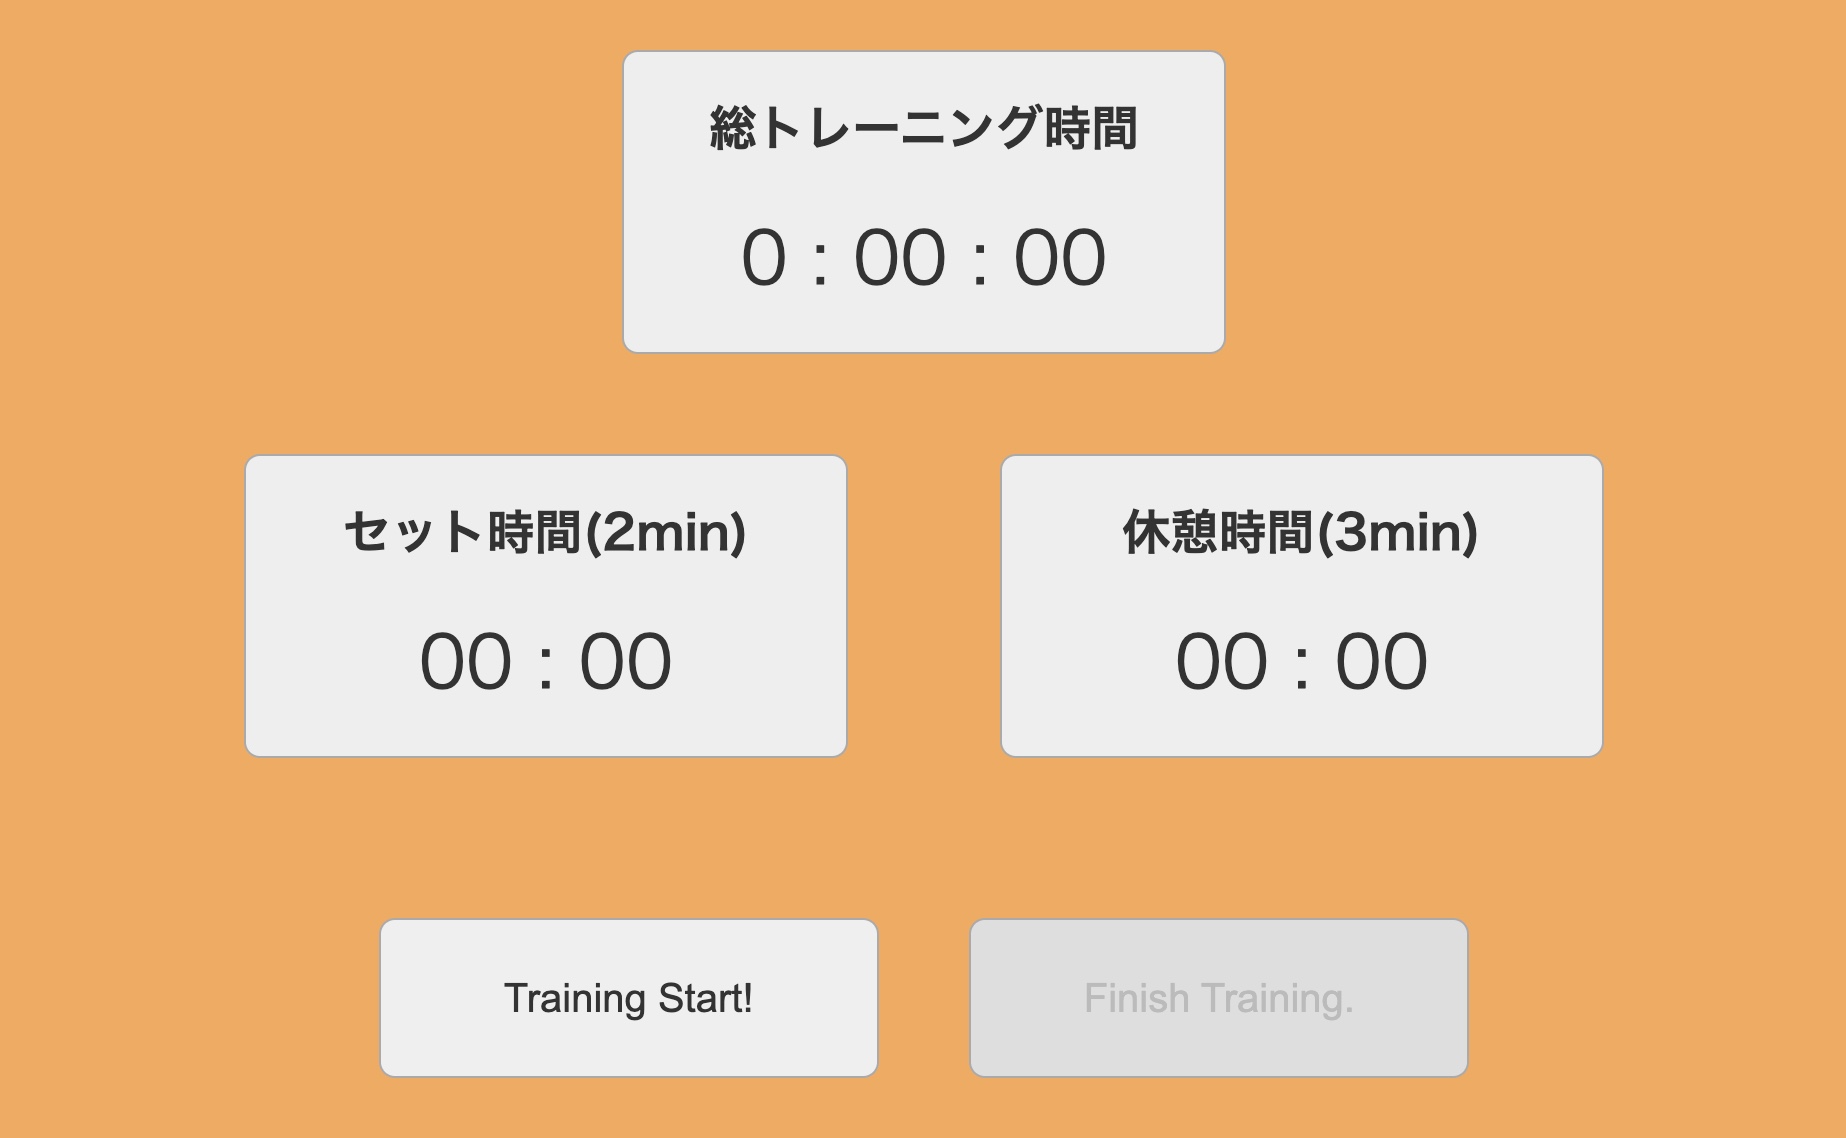 総トレーニング時間
0 : 00 : 00
セット時間(2min)
00 : 00
休憩時間(3min)
00 : 00
Training Start!
Finish Training.